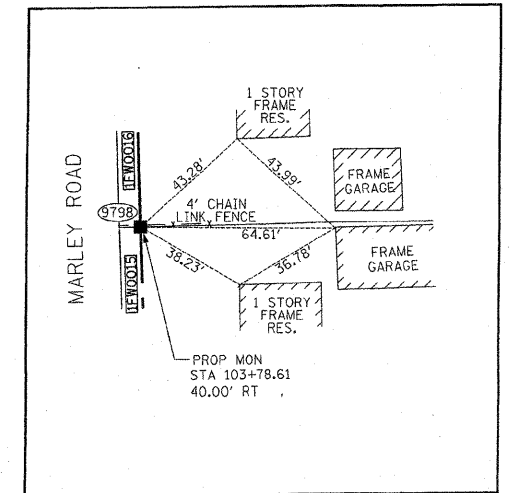 1 STORY
FRAME
RES.
1FW0016
43.28'
43.99'
FRAME
GARAGE
MARLEY ROAD
9798
4' CHAIN
LINK FENCE
64.61'
1FW0015
38.23'
36.78'
FRAME
GARAGE
1 STORY
FRAME
RES.
PROP MON
STA 103+78.61
40.00' RT